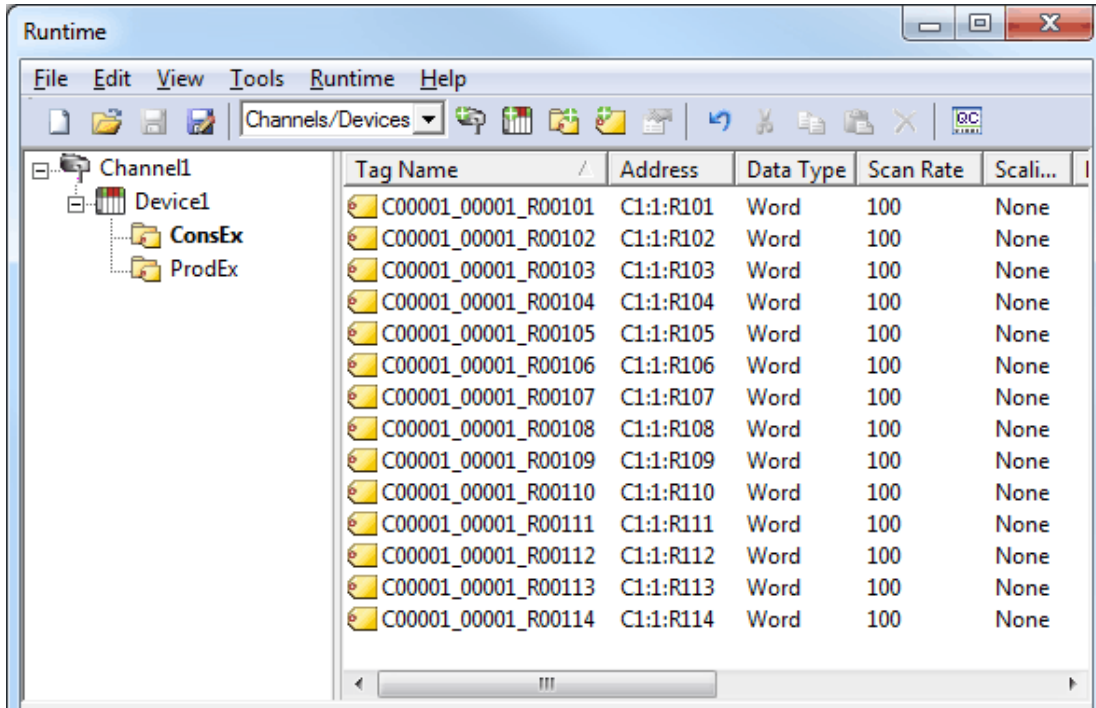 Runtime
File Edit View Tools Runtime Help
Channels/Devices
QC
Channel1
Device1
ConsEx
ProdEx
Tag Name Address Data Type Scan Rate Scali...
C00001_00001_R00101 C1:1:R101 Word 100 None
C00001_00001_R00102 C1:1:R102 Word 100 None
C00001_00001_R00103 C1:1:R103 Word 100 None
C00001_00001_R00104 C1:1:R104 Word 100 None
C00001_00001_R00105 C1:1:R105 Word 100 None
C00001_00001_R00106 C1:1:R106 Word 100 None
C00001_00001_R00107 C1:1:R107 Word 100 None
C00001_00001_R00108 C1:1:R108 Word 100 None
C00001_00001_R00109 C1:1:R109 Word 100 None
C00001_00001_R00110 C1:1:R110 Word 100 None
C00001_00001_R00111 C1:1:R111 Word 100 None
C00001_00001_R00112 C1:1:R112 Word 100 None
C00001_00001_R00113 C1:1:R113 Word 100 None
C00001_00001_R00114 C1:1:R114 Word 100 None